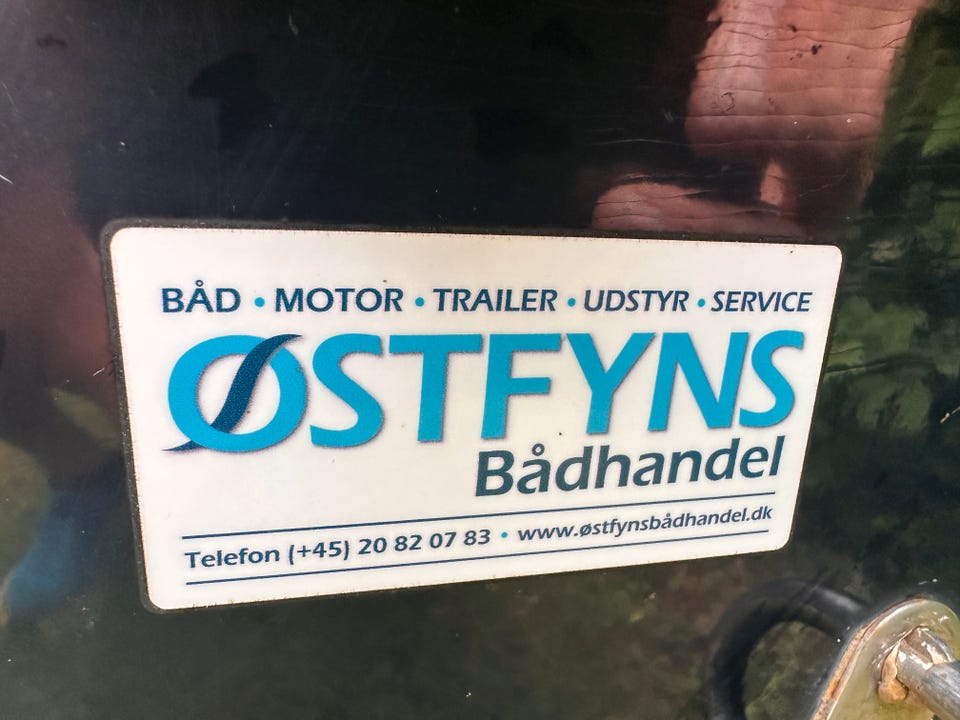 BÅD • MOTOR • TRAILER • UDSTYR • SERVICE
ØSTFYNS
Bådhandel
Telefon (+45) 20 82 07 83 • www.østfynsbådhandel.dk